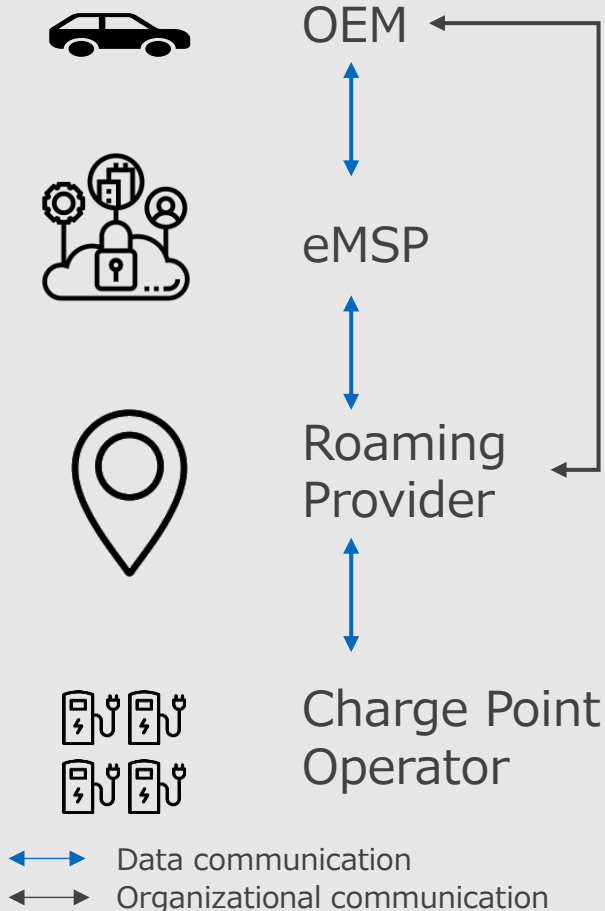 OEM
eMSP
Roaming
Provider
Charge Point
Operator
Data communication
Organizational communication